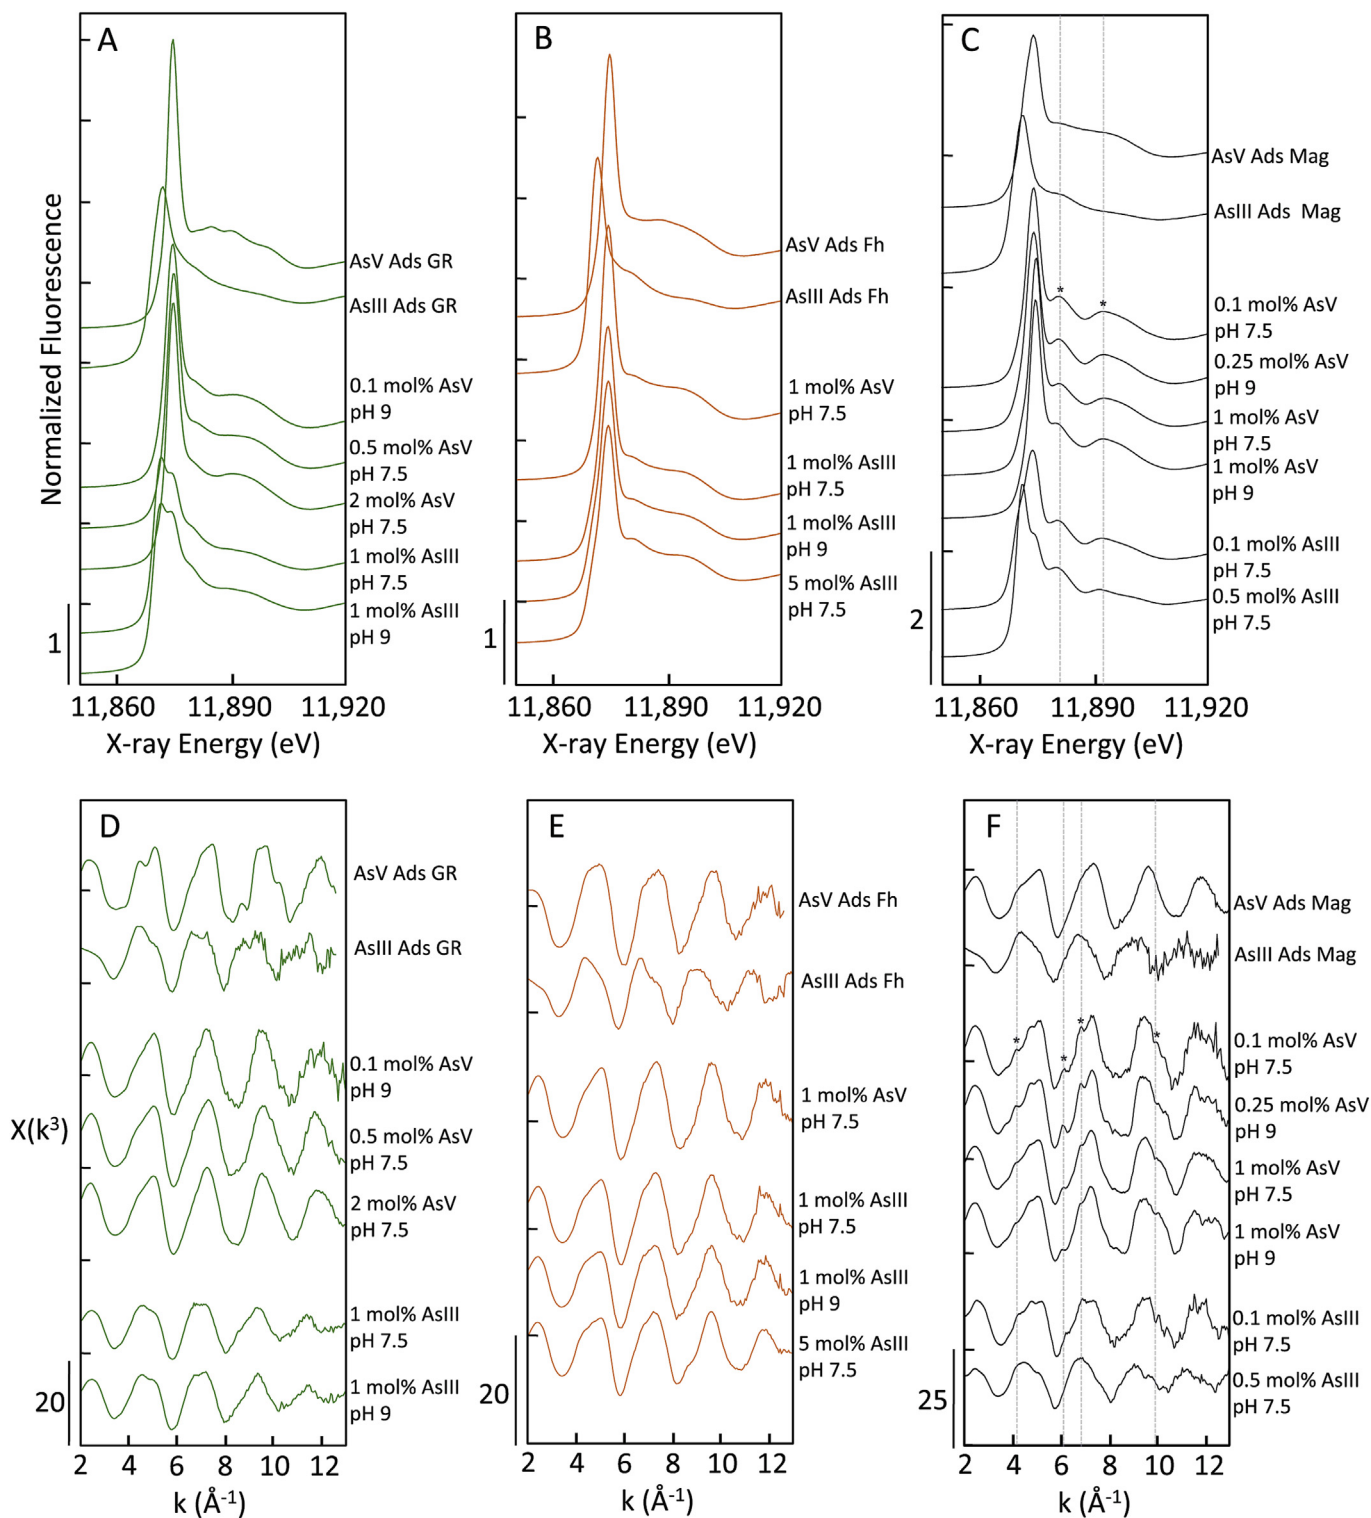 A
B
C
Normalized Fluorescence
AsV Ads GR
AsIII Ads GR
0.1 mol% AsV
pH 9
0.5 mol% AsV
pH 7.5
2 mol% AsV
pH 7.5
1 mol% AsIII
pH 7.5
1 mol% AsIII
pH 9
1
11,860 11,890 11,920
X-ray Energy (eV)
AsV Ads Fh
AsIII Ads Fh
1 mol% AsV
pH 7.5
1 mol% AsIII
pH 7.5
1 mol% AsIII
pH 9
5 mol% AsIII
pH 7.5
1
11,860 11,890 11,920
X-ray Energy (eV)
AsV Ads Mag
AsIII Ads Mag
* *
0.1 mol% AsV
pH 7.5
0.25 mol% AsV
pH 9
1 mol% AsV
pH 7.5
1 mol% AsV
pH 9
0.1 mol% AsIII
pH 7.5
0.5 mol% AsIII
pH 7.5
2
11,860 11,890 11,920
X-ray Energy (eV)
D
E
F
X(k³)
AsV Ads GR
AsIII Ads GR
0.1 mol% AsV
pH 9
0.5 mol% AsV
pH 7.5
2 mol% AsV
pH 7.5
1 mol% AsIII
pH 7.5
1 mol% AsIII
pH 9
20
2 4 6 8 10 12
k (Å⁻¹)
AsV Ads Fh
AsIII Ads Fh
1 mol% AsV
pH 7.5
1 mol% AsIII
pH 7.5
1 mol% AsIII
pH 9
5 mol% AsIII
pH 7.5
20
2 4 6 8 10 12
k (Å⁻¹)
AsV Ads Mag
AsIII Ads Mag
* * * *
0.1 mol% AsV
pH 7.5
0.25 mol% AsV
pH 9
1 mol% AsV
pH 7.5
1 mol% AsV
pH 9
0.1 mol% AsIII
pH 7.5
0.5 mol% AsIII
pH 7.5
25
2 4 6 8 10 12
k (Å⁻¹)